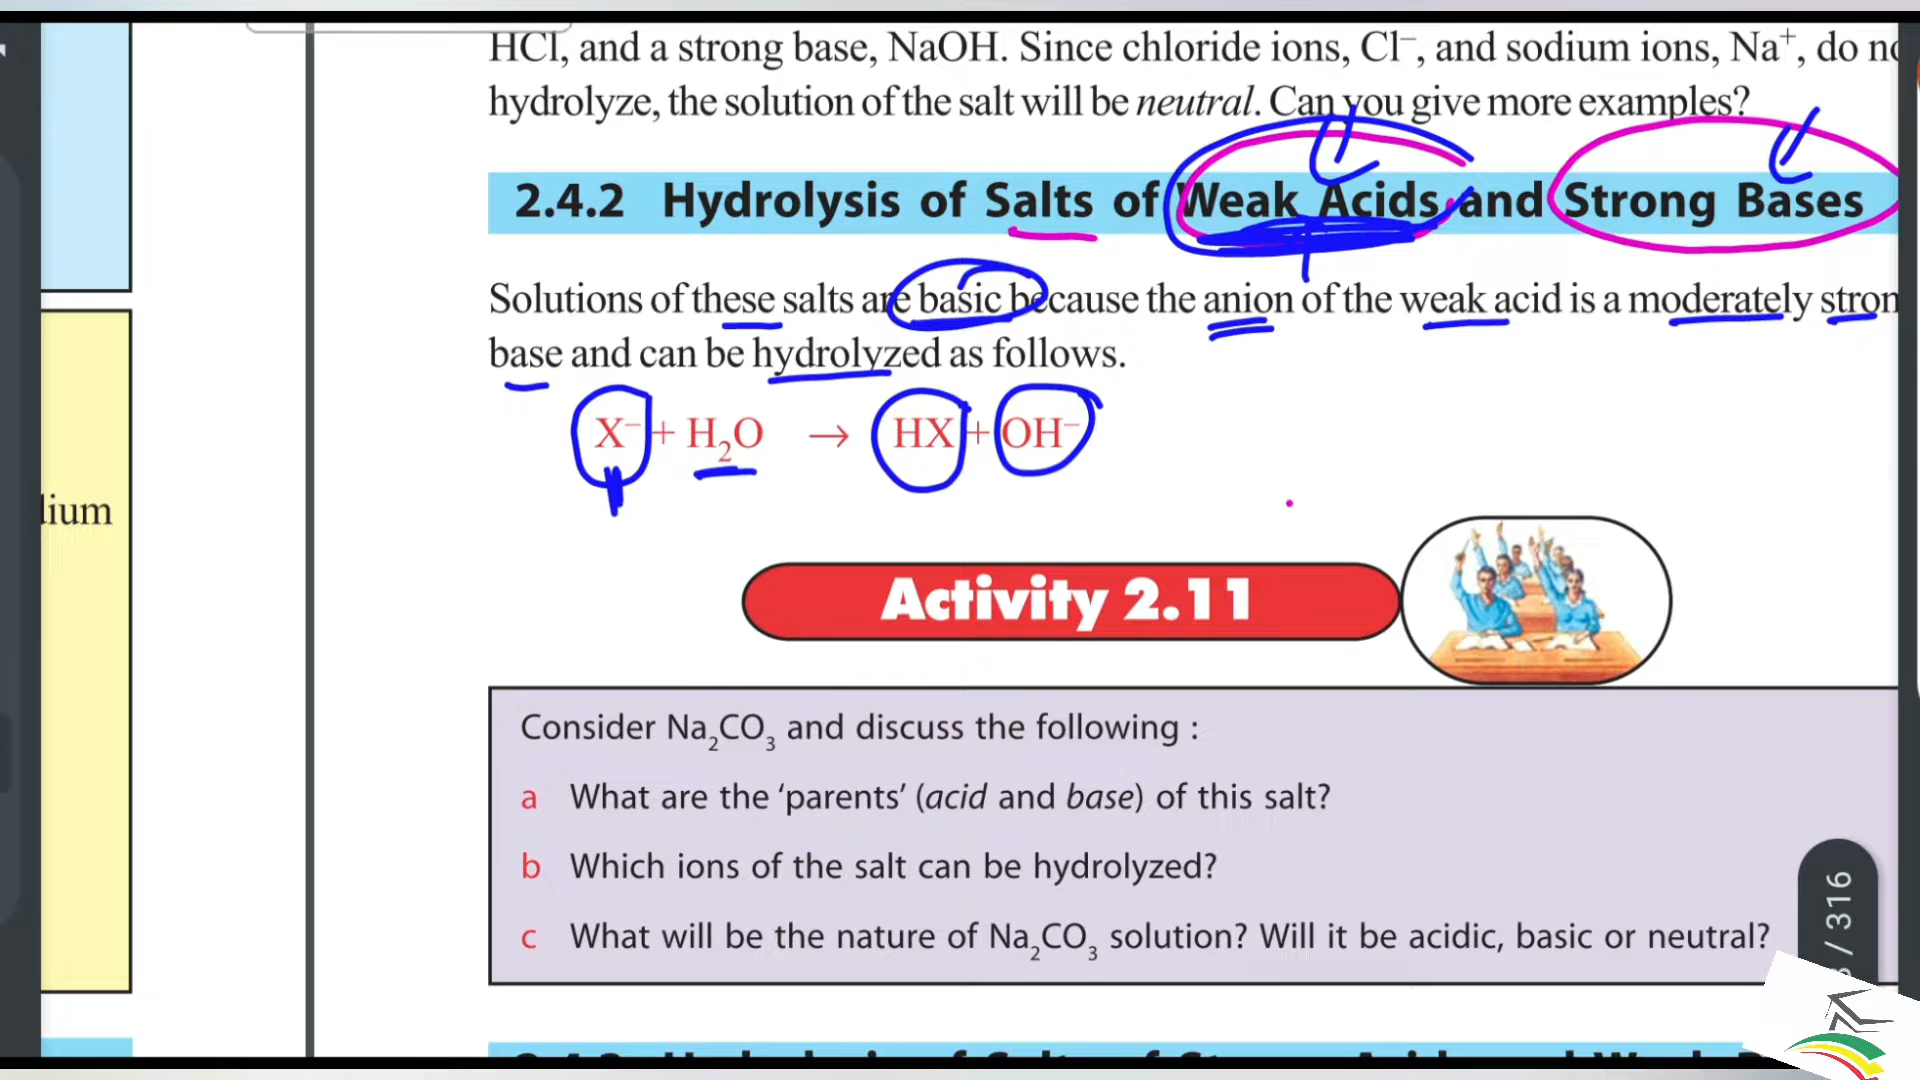 HCl, and a strong base, NaOH. Since chloride ions, Cl⁻, and sodium ions, Na⁺, do
hydrolyze, the solution of the salt will be neutral. Can you give more examples?
2.4.2 Hydrolysis of Salts of Weak Acids and Strong Bases
Solutions of these salts are basic because the anion of the weak acid is a moderately
base and can be hydrolyzed as follows.
X⁻ + H₂O → HX + OH⁻
Activity 2.11
Consider Na₂CO₃ and discuss the following :
a What are the ‘parents’ (acid and base) of this salt?
b Which ions of the salt can be hydrolyzed?
c What will be the nature of Na₂CO₃ solution? Will it be acidic, basic or neutral?
/ 316